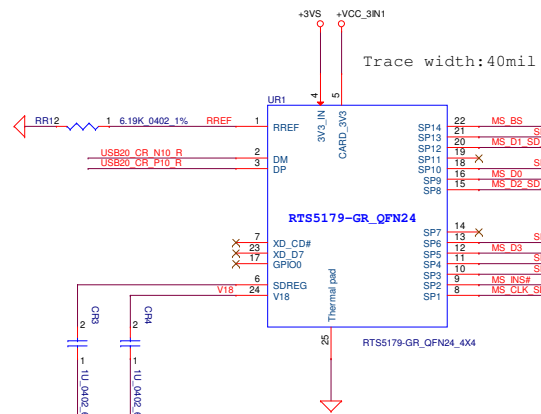 +3VS +VCC_3IN1
Trace width:40mil
4 5
UR1
RR12 1 6.19K_0402_1% RREF 1 RREF
3V3_IN CARD_3V3
SP14 22 MS_BS
SP13 21
SP12 20 MS_D1_SD
USB20_CR_N10_R 2 DM
SP11 19
USB20_CR_P10_R 3 DP
SP10 18
SP9 16 MS_D0
SP8 15 MS_D2_SD
RTS5179-GR_QFN24
SP7 14
7 XD_CD#
SP6 13
23 XD_D7
SP5 12 MS_D3
17 GPIO0
SP4 11
SP3 10
6 SDREG
SP2 9 MS_INS#
V18 24 V18
SP1 8 MS_CLK_S
Thermal pad
25
RTS5179-GR_QFN24_4X4
CR3 2 1 1U_0402_6
CR4 2 1 1U_0402_6